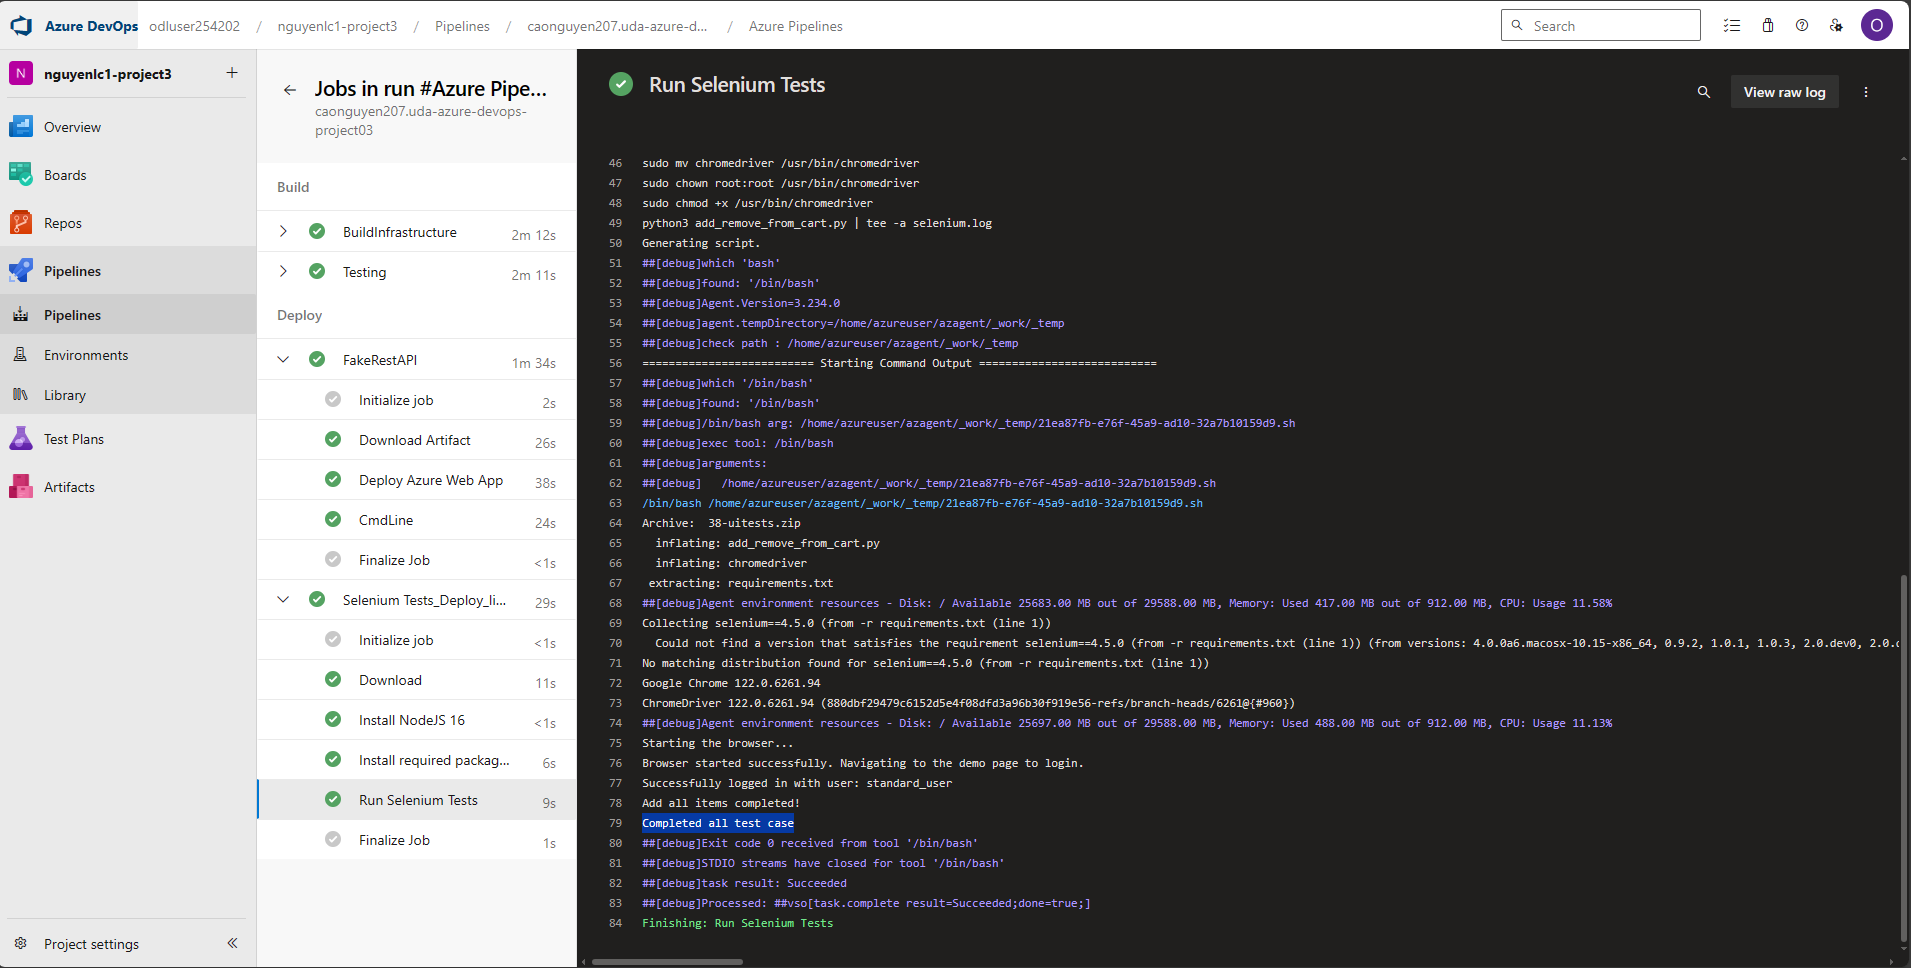 Azure DevOps odluser254202 / nguyenlc1-project3 / Pipelines / caonguyen207.uda-azure-d... / Azure Pipelines
Search
O
N nguyenlc1-project3 +
Overview
Boards
Repos
Pipelines
Pipelines
Environments
Library
Test Plans
Artifacts
Project settings
Jobs in run #Azure Pipe...
caonguyen207.uda-azure-devops-
project03
Build
BuildInfrastructure 2m 12s
Testing 2m 11s
Deploy
FakeRestAPI 1m 34s
Initialize job 2s
Download Artifact 26s
Deploy Azure Web App 38s
CmdLine 24s
Finalize Job <1s
Selenium Tests_Deploy_li... 29s
Initialize job <1s
Download 11s
Install NodeJS 16 <1s
Install required packag... 6s
Run Selenium Tests 9s
Finalize Job 1s
Run Selenium Tests
View raw log
46 sudo mv chromedriver /usr/bin/chromedriver
47 sudo chown root:root /usr/bin/chromedriver
48 sudo chmod +x /usr/bin/chromedriver
49 python3 add_remove_from_cart.py | tee -a selenium.log
50 Generating script.
51 ##[debug]which 'bash'
52 ##[debug]found: '/bin/bash'
53 ##[debug]Agent.Version=3.234.0
54 ##[debug]agent.tempDirectory=/home/azureuser/azagent/_work/_temp
55 ##[debug]check path : /home/azureuser/azagent/_work/_temp
56 ========================== Starting Command Output ===========================
57 ##[debug]which '/bin/bash'
58 ##[debug]found: '/bin/bash'
59 ##[debug]/bin/bash arg: /home/azureuser/azagent/_work/_temp/21ea87fb-e76f-45a9-ad10-32a7b10159d9.sh
60 ##[debug]exec tool: /bin/bash
61 ##[debug]arguments:
62 ##[debug]   /home/azureuser/azagent/_work/_temp/21ea87fb-e76f-45a9-ad10-32a7b10159d9.sh
63 /bin/bash /home/azureuser/azagent/_work/_temp/21ea87fb-e76f-45a9-ad10-32a7b10159d9.sh
64 Archive:  38-uitests.zip
65   inflating: add_remove_from_cart.py
66   inflating: chromedriver
67  extracting: requirements.txt
68 ##[debug]Agent environment resources - Disk: / Available 25683.00 MB out of 29588.00 MB, Memory: Used 417.00 MB out of 912.00 MB, CPU: Usage 11.58%
69 Collecting selenium==4.5.0 (from -r requirements.txt (line 1))
70   Could not find a version that satisfies the requirement selenium==4.5.0 (from -r requirements.txt (line 1)) (from versions: 4.0.0a6.macosx-10.15-x86_64, 0.9.2, 1.0.1, 1.0.3, 2.0.dev0, 2.0.
71 No matching distribution found for selenium==4.5.0 (from -r requirements.txt (line 1))
72 Google Chrome 122.0.6261.94
73 ChromeDriver 122.0.6261.94 (880dbf29479c6152d5e4f08dfd3a96b30f919e56-refs/branch-heads/6261@{#960})
74 ##[debug]Agent environment resources - Disk: / Available 25697.00 MB out of 29588.00 MB, Memory: Used 488.00 MB out of 912.00 MB, CPU: Usage 11.13%
75 Starting the browser...
76 Browser started successfully. Navigating to the demo page to login.
77 Successfully logged in with user: standard_user
78 Add all items completed!
79 Completed all test case
80 ##[debug]Exit code 0 received from tool '/bin/bash'
81 ##[debug]STDIO streams have closed for tool '/bin/bash'
82 ##[debug]task result: Succeeded
83 ##[debug]Processed: ##vso[task.complete result=Succeeded;done=true;]
84 Finishing: Run Selenium Tests